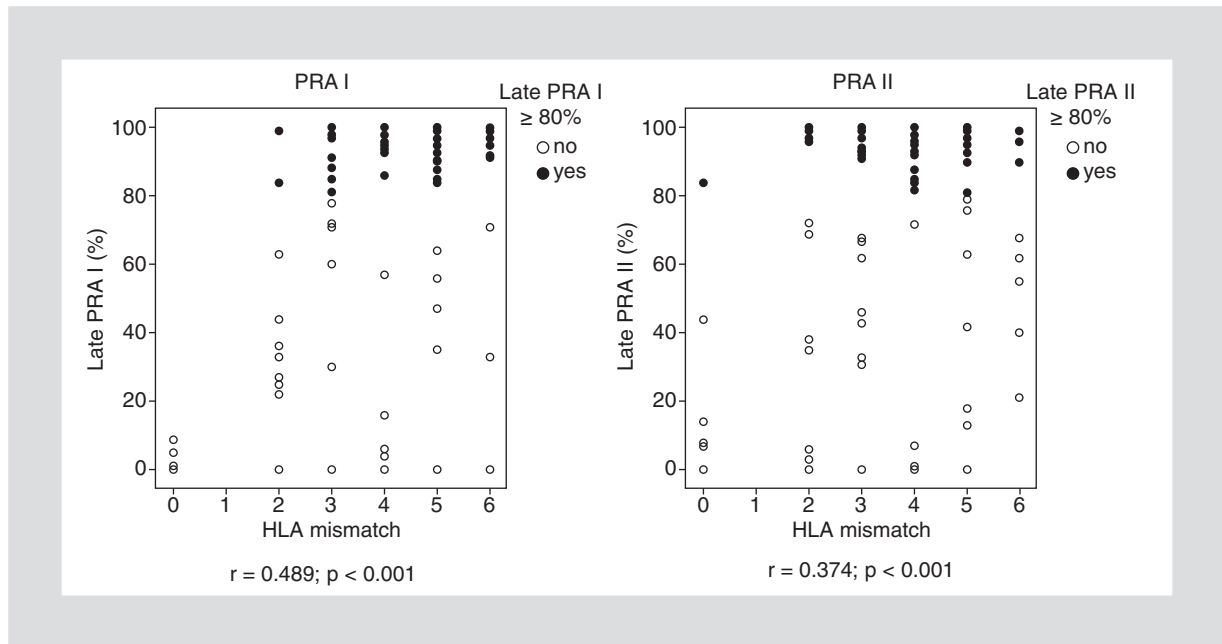 PRA I
Late PRA I
≥ 80%
no
yes
100
80
60
40
20
0
Late PRA I (%)
0 1 2 3 4 5 6
HLA mismatch
r = 0.489; p < 0.001
PRA II
Late PRA II
≥ 80%
no
yes
100
80
60
40
20
0
Late PRA II (%)
0 1 2 3 4 5 6
HLA mismatch
r = 0.374; p < 0.001